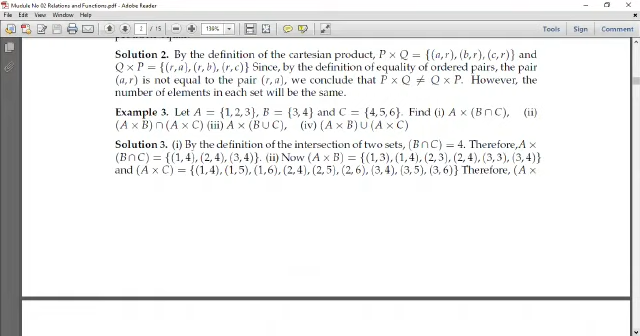 Module No 02 Relations and Functions.pdf - Adobe Reader
File Edit View Window Help
1 / 15 136% Tools Sign Comment
Solution 2. By the definition of the cartesian product, P × Q = {(a, r), (b, r), (c, r)} and
Q × P = {(r, a), (r, b), (r, c)} Since, by the definition of equality of ordered pairs, the pair
(a, r) is not equal to the pair (r, a), we conclude that P × Q ≠ Q × P. However, the
number of elements in each set will be the same.
Example 3. Let A = {1, 2, 3}, B = {3, 4} and C = {4, 5, 6}. Find (i) A × (B ∩ C), (ii)
(A × B) ∩ (A × C) (iii) A × (B ∪ C), (iv) (A × B) ∪ (A × C)
Solution 3. (i) By the definition of the intersection of two sets, (B ∩ C) = 4. Therefore, A ×
(B ∩ C) = {(1, 4), (2, 4), (3, 4)}. (ii) Now (A × B) = {(1, 3), (1, 4), (2, 3), (2, 4), (3, 3), (3, 4)}
and (A × C) = {(1, 4), (1, 5), (1, 6), (2, 4), (2, 5), (2, 6), (3, 4), (3, 5), (3, 6)} Therefore, (A ×